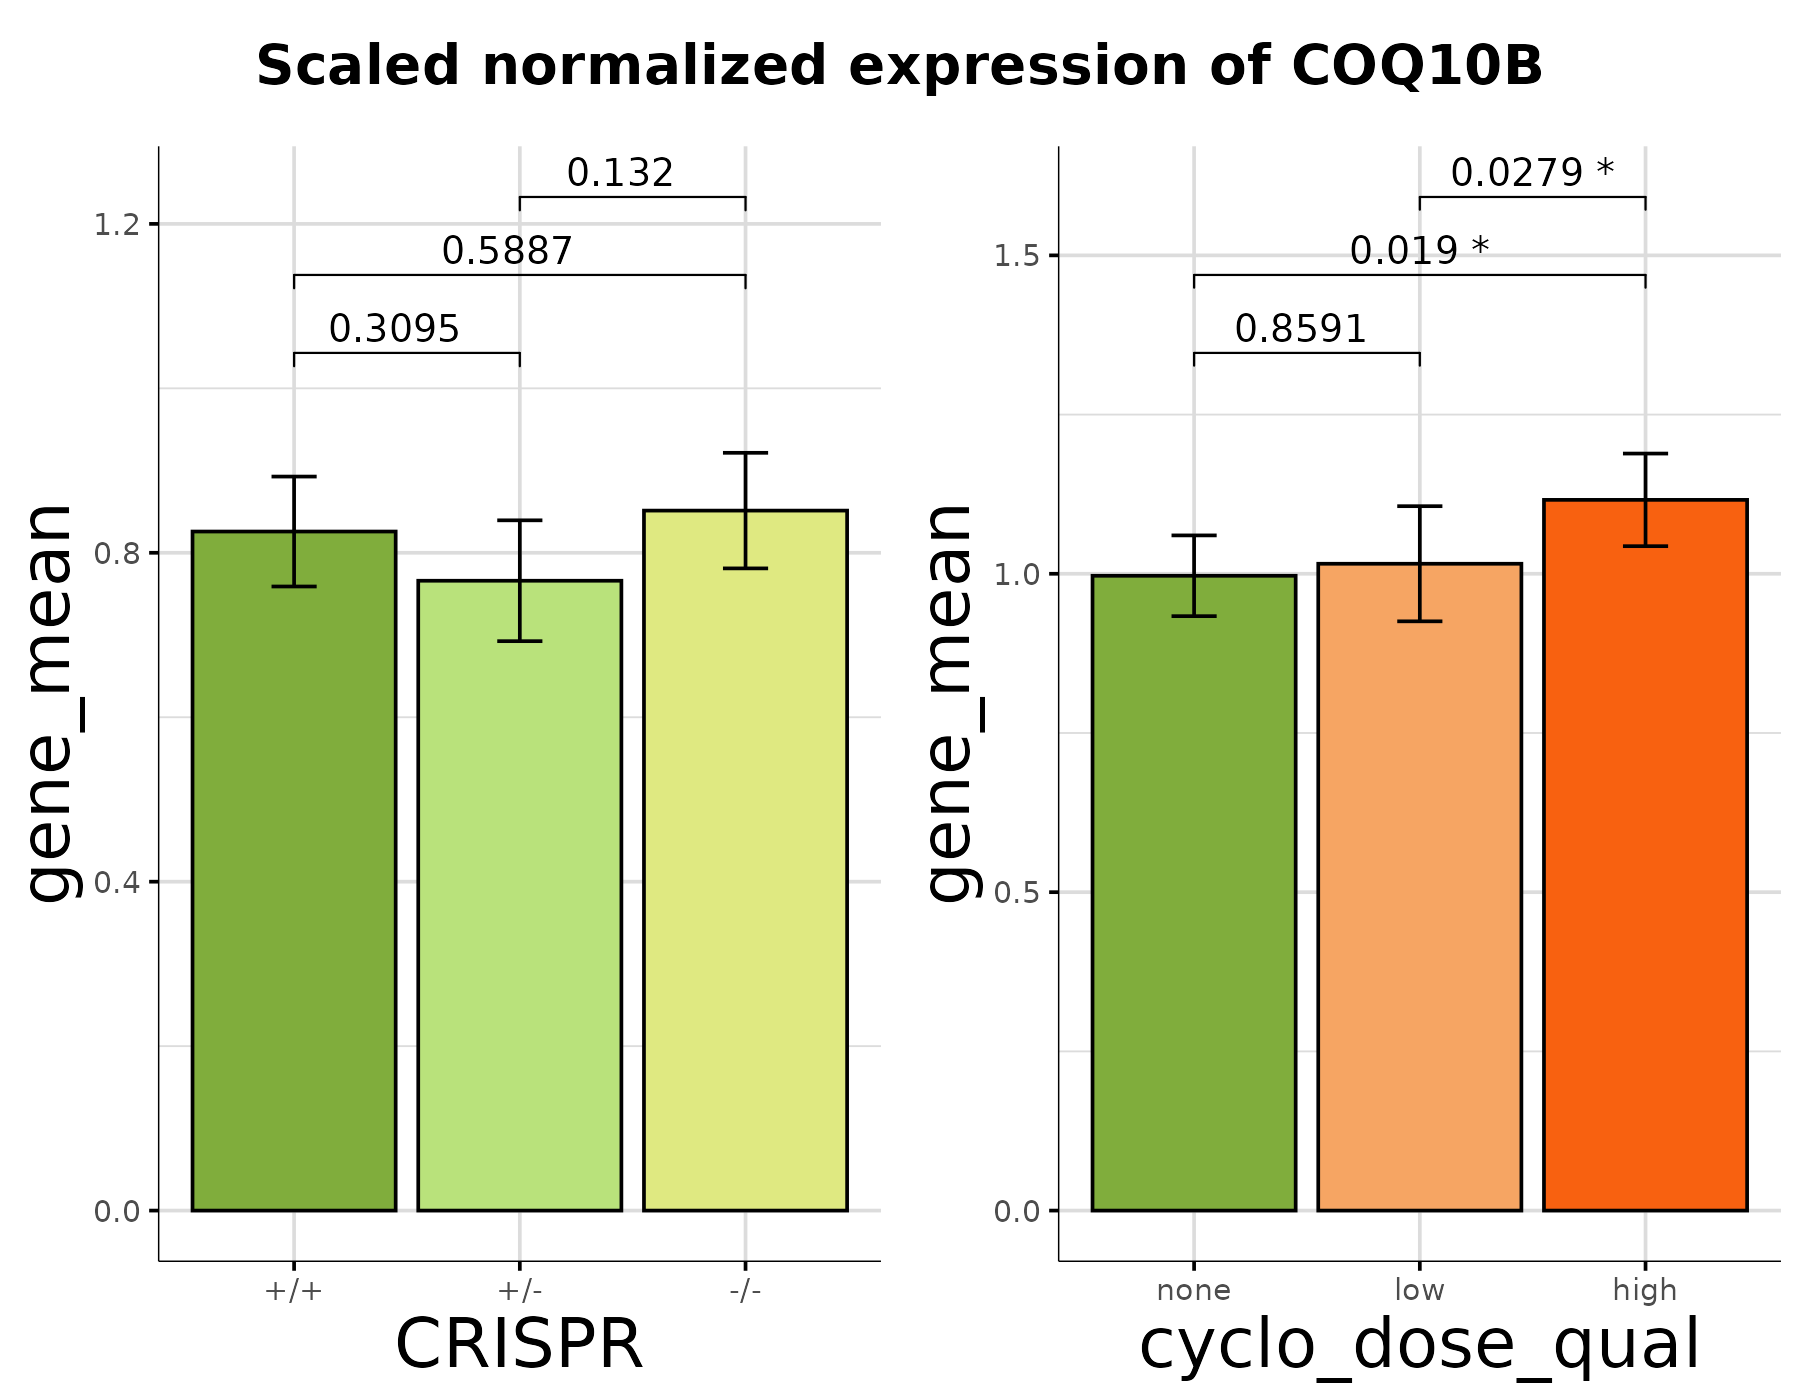 Scaled normalized expression of COQ10B
0.132
0.5887
0.3095
1.2
0.8
0.4
0.0
gene_mean
+/+ +/- -/-
CRISPR
0.0279 *
0.019 *
0.8591
1.5
1.0
0.5
0.0
gene_mean
none low high
cyclo_dose_qual